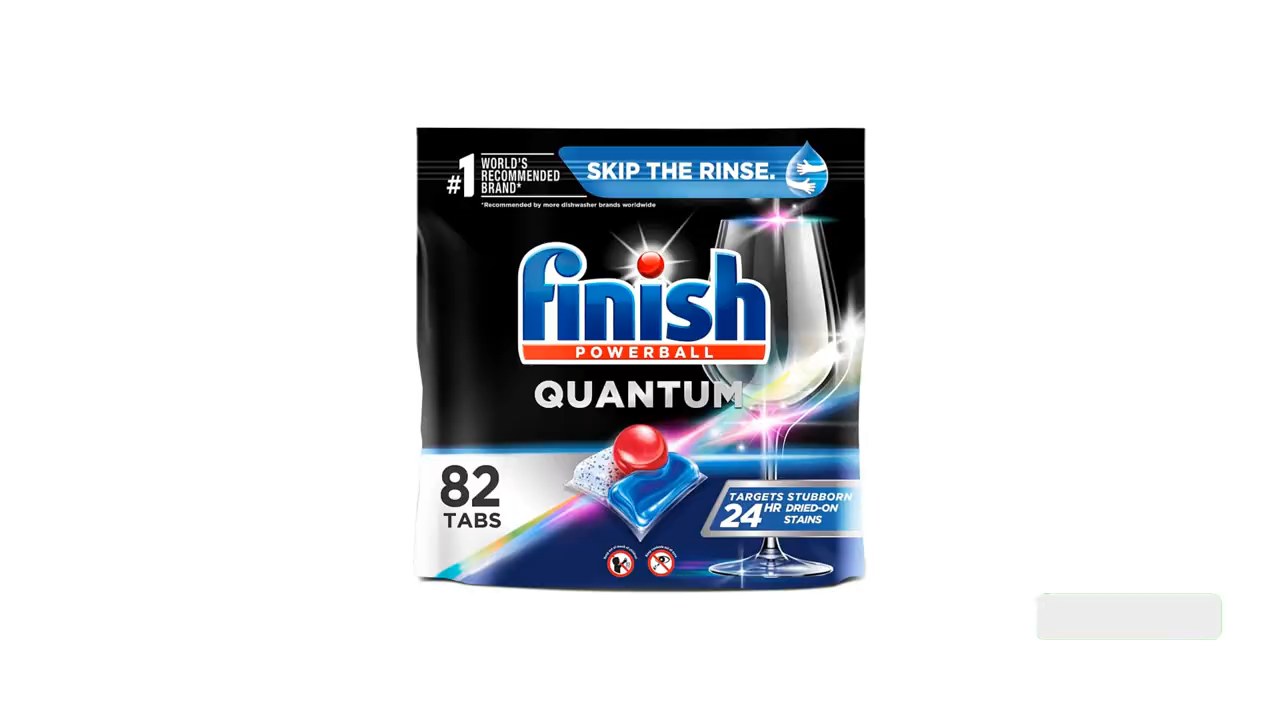 #1 WORLD'S
RECOMMENDED
BRAND*
*Recommended by more dishwasher brands worldwide
SKIP THE RINSE.
finish
POWERBALL
QUANTUM
82
TABS
TARGETS STUBBORN
24 HR DRIED-ON
STAINS